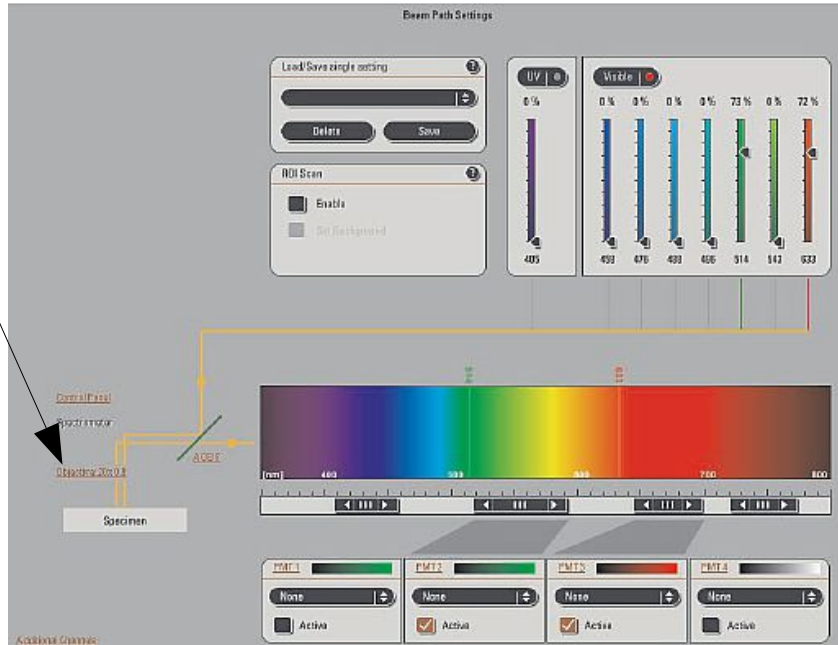 Beam Path Settings
Load/Save single setting
Delete
Save
ROI Scan
Enable
Set Background
UV
Visible
0 %
0 % 0 % 0 % 0 % 73 % 0 % 72 %
405
458 476 488 496 514 543 633
514
633
Control Panel
Spectrometer
AOBS
Objective: 20x 0.8
[nm] 400 500 600 700 800
Specimen
PMT 1
None
Active
PMT 2
None
Active
PMT 3
None
Active
PMT 4
None
Active
Additional Channels: